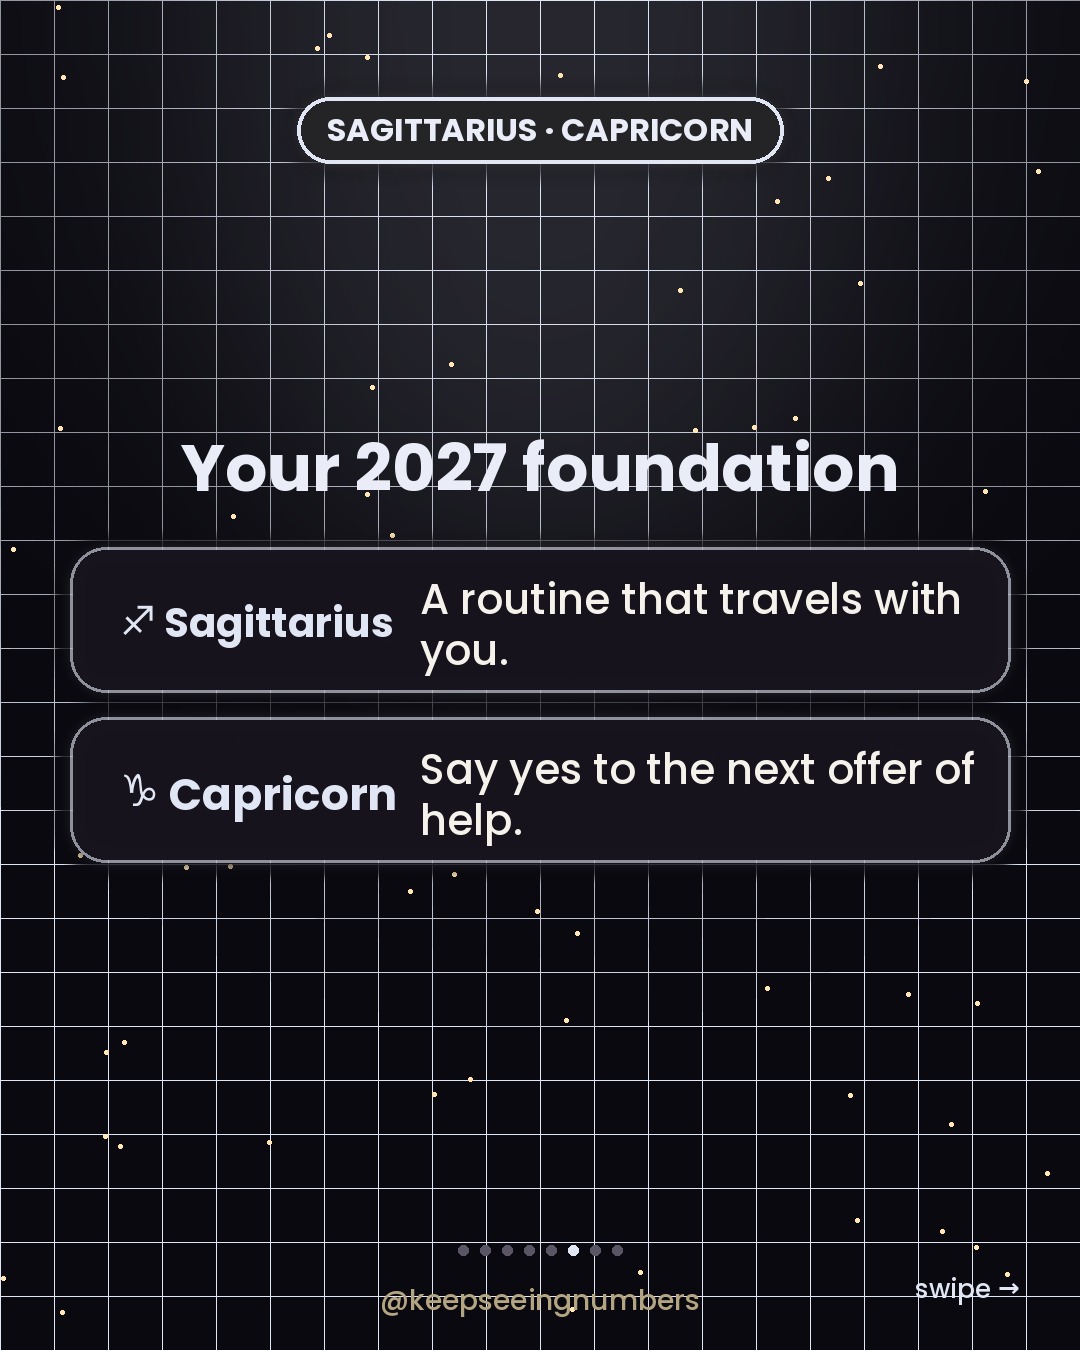 SAGITTARIUS · CAPRICORN
Your 2027 foundation
♐ Sagittarius
A routine that travels with
you.
♑ Capricorn
Say yes to the next offer of
help.
@keepseeingnumbers
swipe →